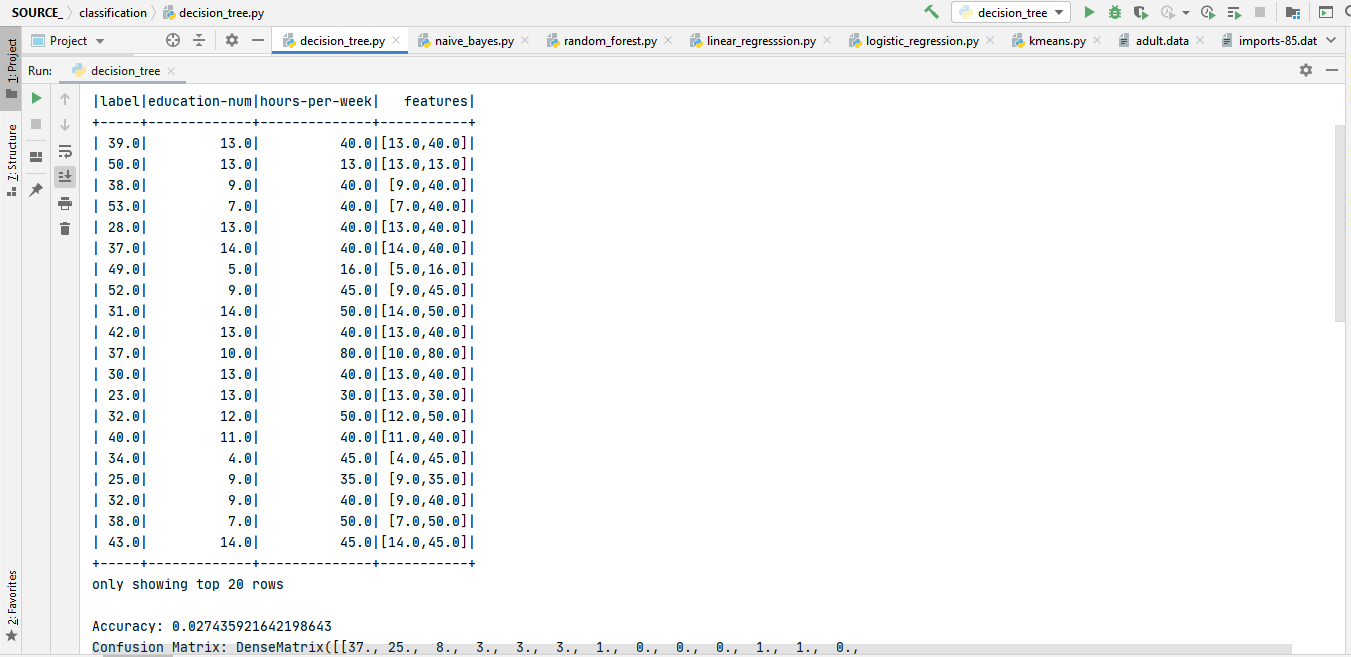 SOURCE_ classification decision_tree.py decision_tree
Project decision_tree.py naive_bayes.py random_forest.py linear_regresssion.py logistic_regression.py kmeans.py adult.data imports-85.dat
1: Project
7: Structure
2: Favorites
Run: decision_tree
|label|education-num|hours-per-week|   features|
+-----+-------------+--------------+-----------+
| 39.0|         13.0|          40.0|[13.0,40.0]|
| 50.0|         13.0|          13.0|[13.0,13.0]|
| 38.0|          9.0|          40.0| [9.0,40.0]|
| 53.0|          7.0|          40.0| [7.0,40.0]|
| 28.0|         13.0|          40.0|[13.0,40.0]|
| 37.0|         14.0|          40.0|[14.0,40.0]|
| 49.0|          5.0|          16.0| [5.0,16.0]|
| 52.0|          9.0|          45.0| [9.0,45.0]|
| 31.0|         14.0|          50.0|[14.0,50.0]|
| 42.0|         13.0|          40.0|[13.0,40.0]|
| 37.0|         10.0|          80.0|[10.0,80.0]|
| 30.0|         13.0|          40.0|[13.0,40.0]|
| 23.0|         13.0|          30.0|[13.0,30.0]|
| 32.0|         12.0|          50.0|[12.0,50.0]|
| 40.0|         11.0|          40.0|[11.0,40.0]|
| 34.0|          4.0|          45.0| [4.0,45.0]|
| 25.0|          9.0|          35.0| [9.0,35.0]|
| 32.0|          9.0|          40.0| [9.0,40.0]|
| 38.0|          7.0|          50.0| [7.0,50.0]|
| 43.0|         14.0|          45.0|[14.0,45.0]|
+-----+-------------+--------------+-----------+
only showing top 20 rows
Accuracy: 0.027435921642198643
Confusion Matrix: DenseMatrix([[37., 25.,  8.,  3.,  3.,  3.,  1.,  0.,  0.,  0.,  1.,  1.,  0.,